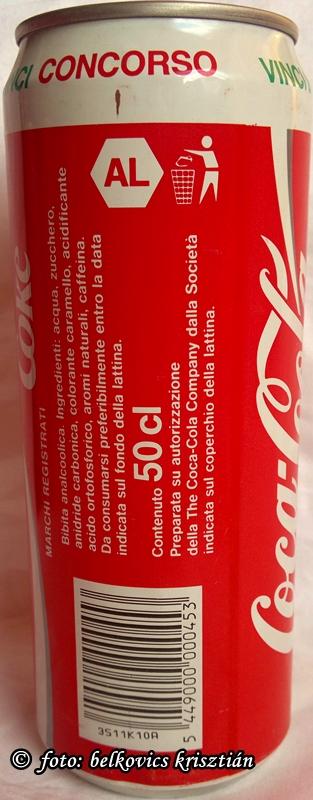 CI CONCORSO VINCI
AL
Coke
MARCHI REGISTRATI
Bibita analcoolica. Ingredienti: acqua, zucchero,
anidride carbonica, colorante caramello, acidificante
acido ortofosforico, aromi naturali, caffeina.
Da consumarsi preferibilmente entro la data
indicata sul fondo della lattina.
Contenuto 50 cl
Preparata su autorizzazione
della The Coca-Cola Company dalla Società
indicata sul coperchio della lattina.
Coca-Cola
5 449000 000453
3511K10A
© foto: belkovics krisztián